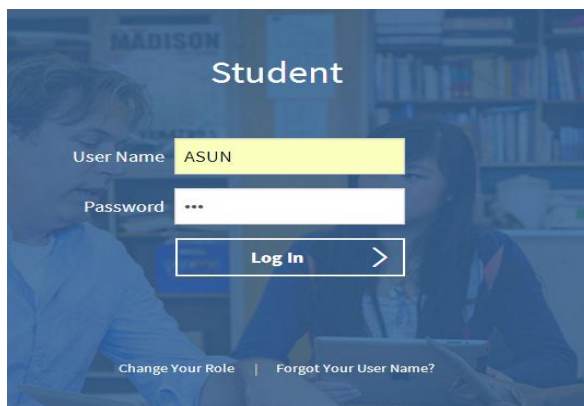 MADISON
Student
User Name ASUN
Password •••
Log In
Change Your Role | Forgot Your User Name?